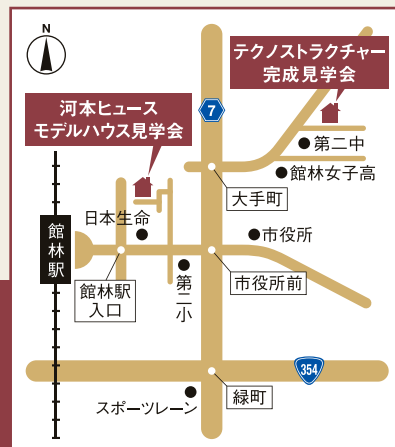 N
テクノストラクチャー
完成見学会
河本ヒュース
モデルハウス見学会
7
第二中
館林女子高
大手町
日本生命
市役所
館林駅
館林駅
入口
第二小
市役所前
354
緑町
スポーツレーン